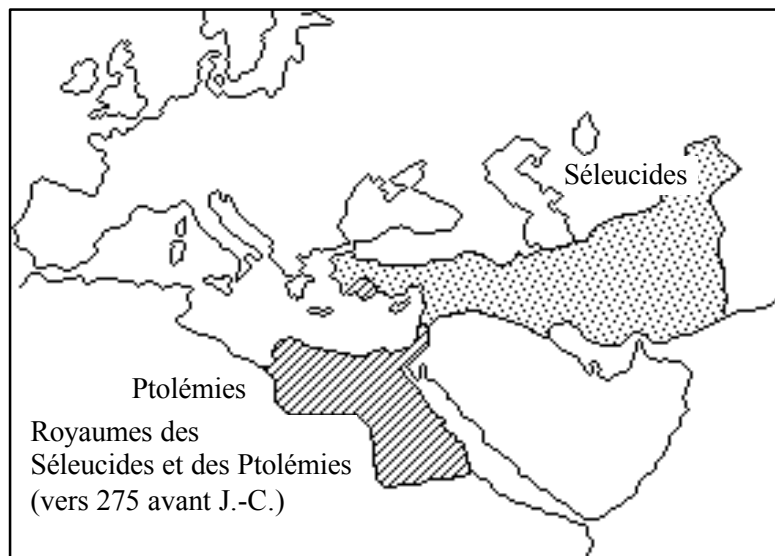 Séleucides
Ptolémies
Royaumes des
Séleucides et des Ptolémies
(vers 275 avant J.-C.)